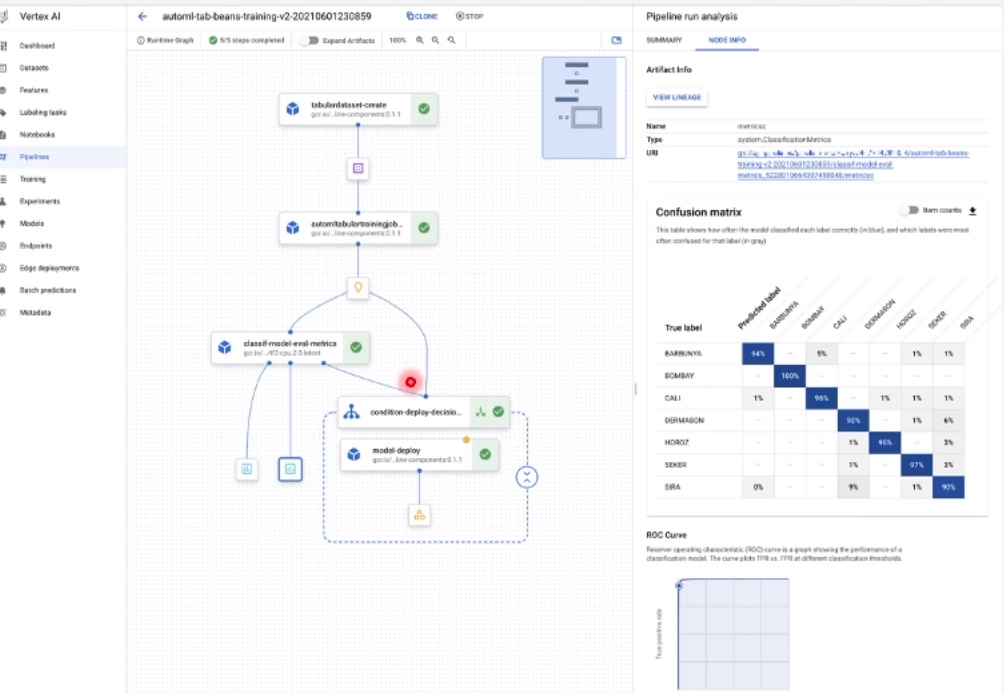 Vertex AI
Dashboard
Datasets
Features
Labeling tasks
Notebooks
Pipelines
Training
Experiments
Models
Endpoints
Edge deployments
Batch predictions
Metadata
automl-tab-beans-training-v2-20210601230859
CLONE
STOP
Runtime Graph
5/5 steps completed
Expand Artifacts
100%
tabulardataset-create
gcr.io/...line-components:0.1.1
automltabulartrainingjob...
gcr.io/...line-components:0.1.1
classif-model-eval-metrics
gcr.io/.../tf2-cpu.2-3:latest
condition-deploy-decisio...
model-deploy
gcr.io/...line-components:0.1.1
Pipeline run analysis
SUMMARY NODE INFO
Artifact Info
VIEW LINEAGE
Name metricsc
Type system.ClassificationMetrics
URI
automl-tab-beans-
training-v2-20210601230859/classif-model-eval-
Confusion matrix
Item counts
This table shows how often the model classified each label correctly (in blue), and which labels were most
often confused for that label (in gray)
True label Predicted label BARBUNYA BOMBAY CALI DERMASON HOROZ SEKER SIRA
BARBUNYA 94% – 5% – – 1% 1%
BOMBAY – 100% – – – – –
CALI 1% – 96% – 1% 1% 1%
DERMASON – – – 93% – 1% 6%
HOROZ – – – 1% 96% – 3%
SEKER – – – 1% – 97% 3%
SIRA 0% – – 9% – 1% 90%
ROC Curve
Receiver operating characteristic (ROC) curve is a graph showing the performance of a
classification model. The curve plots TPR vs. FPR at different classification thresholds.
True positive rate